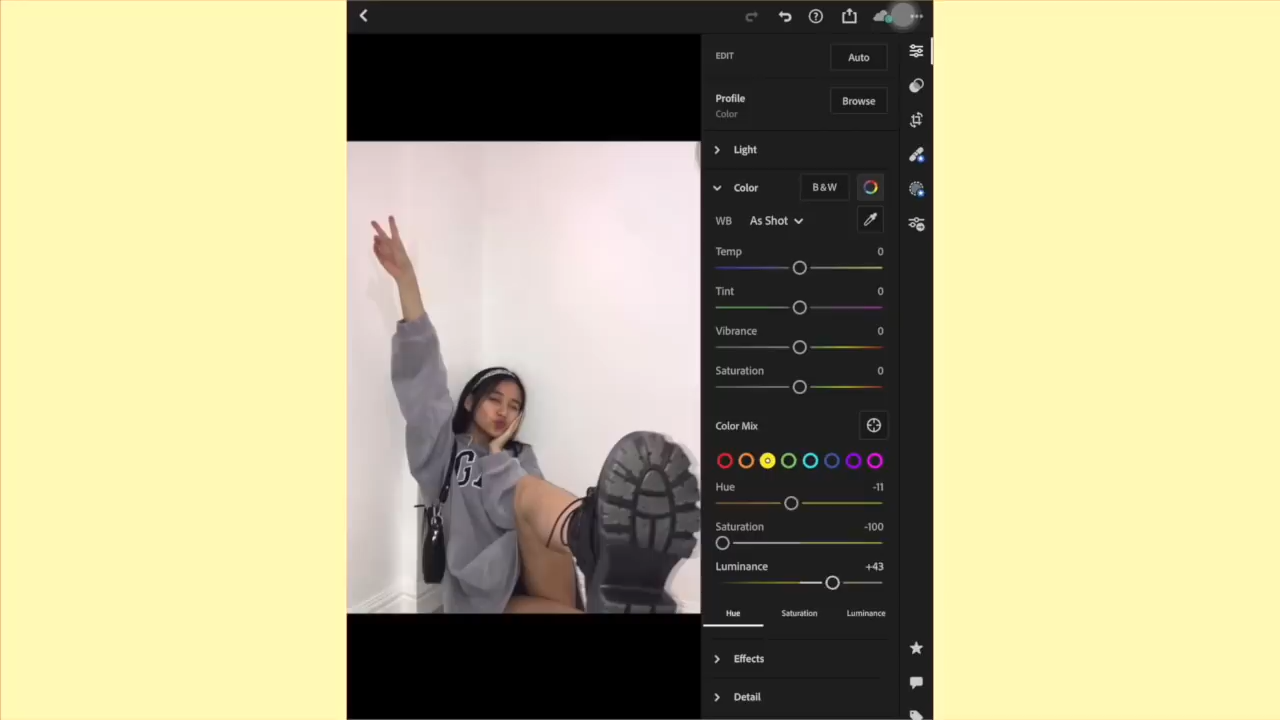 EDIT
Auto
Profile
Color
Browse
Light
Color
B&W
WB
As Shot
Temp
0
Tint
0
Vibrance
0
Saturation
0
Color Mix
Hue
-11
Saturation
-100
Luminance
+43
Hue
Saturation
Luminance
Effects
Detail